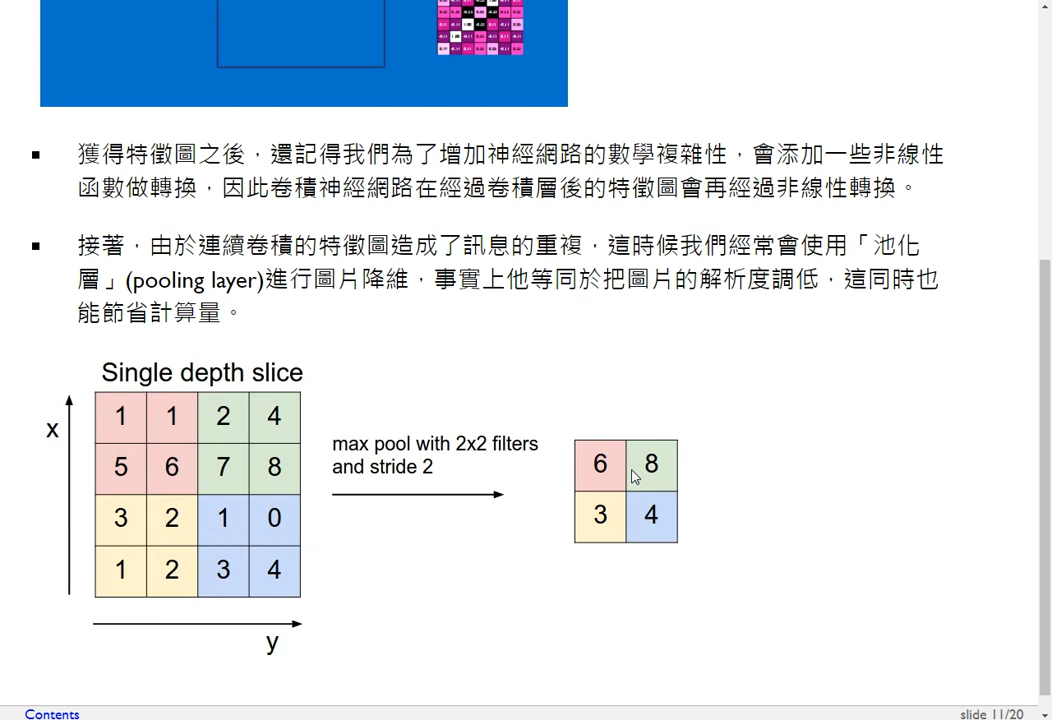 獲得特徵圖之後，還記得我們為了增加神經網路的數學複雜性，會添加一些非線性
函數做轉換，因此卷積神經網路在經過卷積層後的特徵圖會再經過非線性轉換。
接著，由於連續卷積的特徵圖造成了訊息的重複，這時候我們經常會使用「池化
層」(pooling layer)進行圖片降維，事實上他等同於把圖片的解析度調低，這同時也
能節省計算量。
Single depth slice
x
1 1 2 4
5 6 7 8
3 2 1 0
1 2 3 4
y
max pool with 2x2 filters
and stride 2
6 8
3 4
Contents
slide 11/20